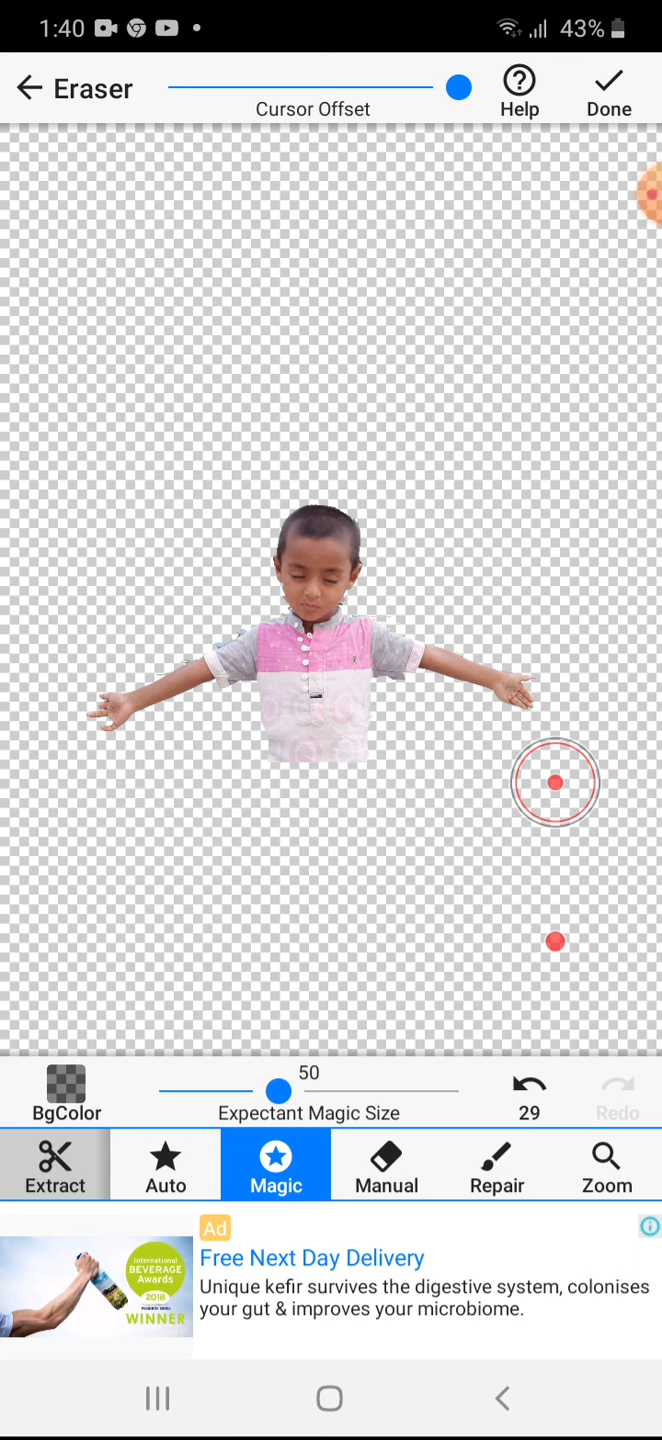 1:40
43%
Eraser
Cursor Offset
Help
Done
BgColor
50
Expectant Magic Size
29
Redo
Extract
Auto
Magic
Manual
Repair
Zoom
International
BEVERAGE
Awards
2018
WINNER
Ad
Free Next Day Delivery
Unique kefir survives the digestive system, colonises
your gut & improves your microbiome.